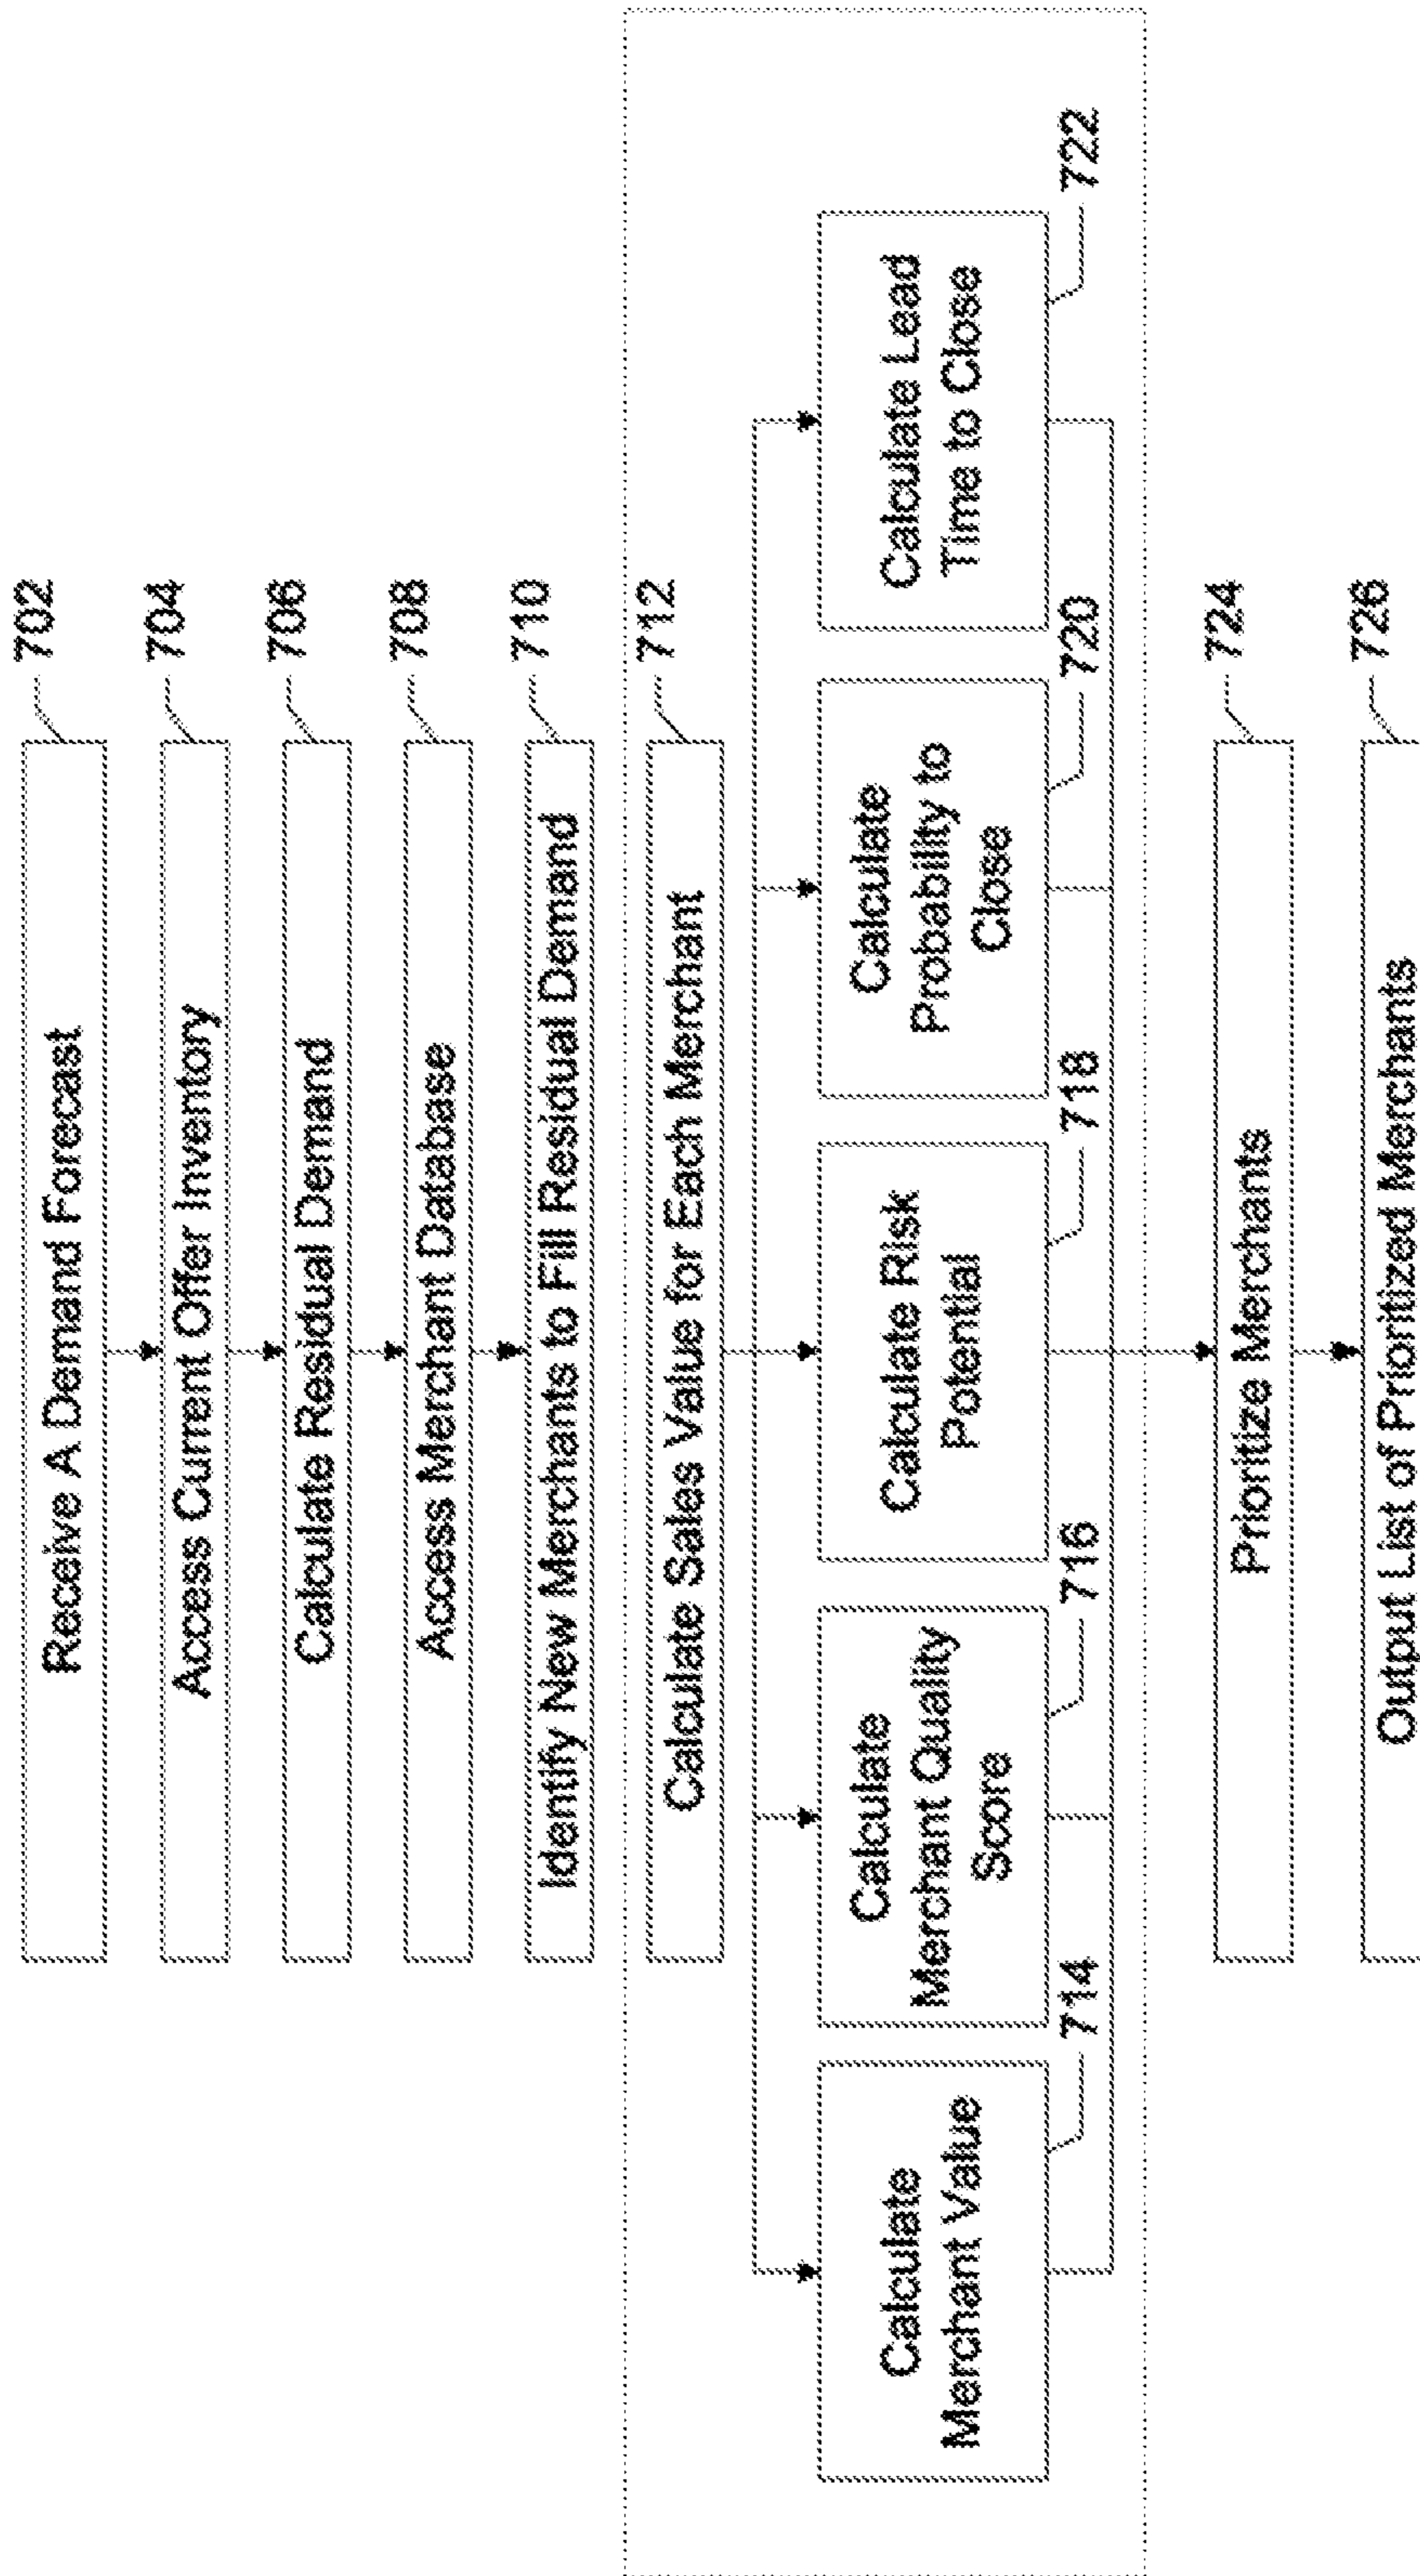 Receive A Demand Forecast
702
Access Current Offer Inventory
704
Calculate Residual Demand
706
Access Merchant Database
708
Identify New Merchants to Fill Residual Demand
710
Calculate Sales Value for Each Merchant
712
Calculate
Merchant Value
714
Calculate
Merchant Quality
Score
716
Calculate Risk
Potential
718
Calculate
Probability to
Close
720
Calculate Lead
Time to Close
722
Prioritize Merchants
724
Output List of Prioritized Merchants
726